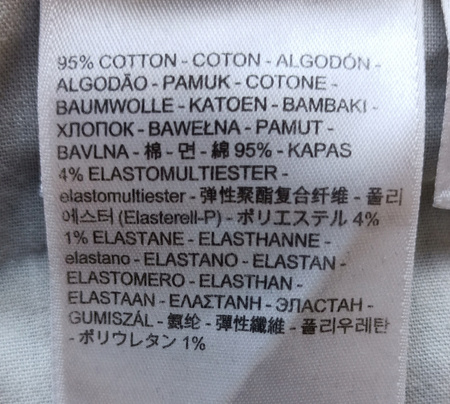 95% COTTON - COTON - ALGODÓN -
ALGODÃO - PAMUK - COTONE -
BAUMWOLLE - KATOEN - BAMBAKI -
ХЛОПОК - BAWEŁNA - PAMUT -
BAVLNA - 棉 - 면 - 綿 95% - KAPAS
4% ELASTOMULTIESTER -
elastomultiester - 弹性聚酯复合纤维 - 폴리
에스터 (Elasterell-P) - ポリエステル 4%
1% ELASTANE - ELASTHANNE -
elastano - ELASTANO - ELASTAN -
ELASTOMERO - ELASTHAN -
ELASTAAN - ΕΛΑΣΤΑΝΗ - ЭЛАСТАН -
GUMISZÁL - 氨纶 - 彈性纖維 - 폴리우레탄
- ポリウレタン 1%